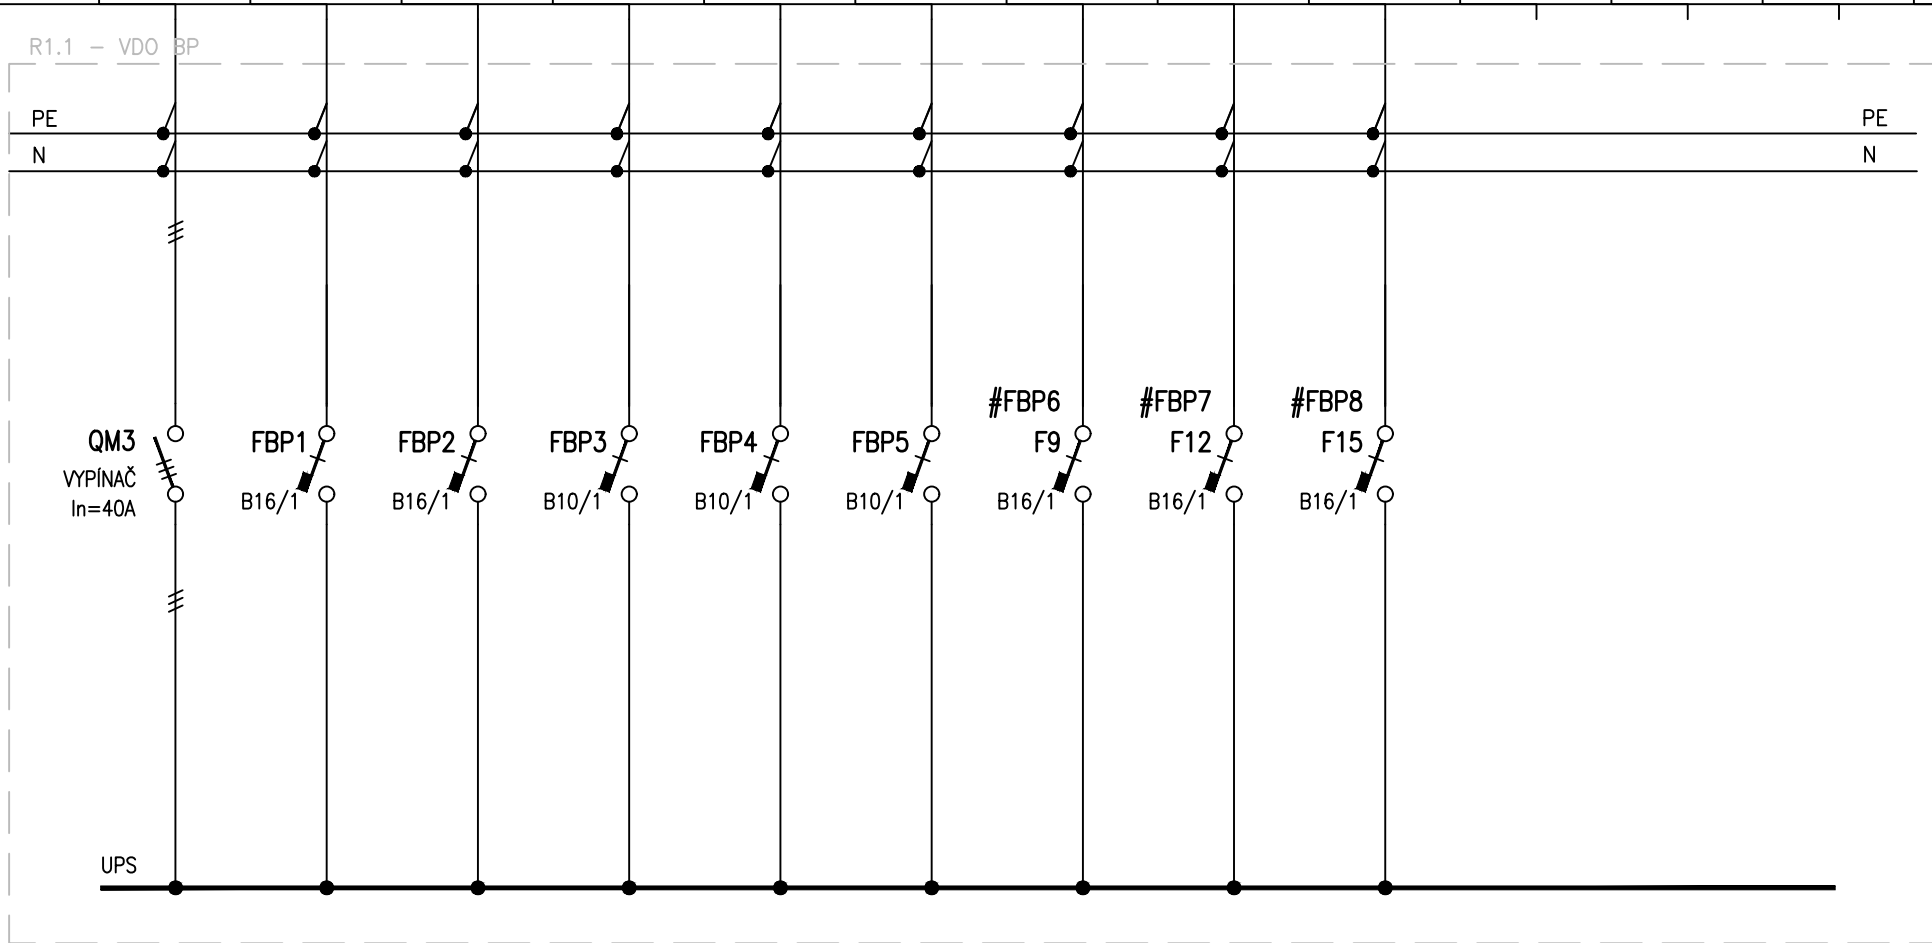 R1.1 – VDO BP
PE
PE
N
N
#FBP6
#FBP7
#FBP8
QM3
FBP1
FBP2
FBP3
FBP4
FBP5
F9
F12
F15
VYPÍNAČ
In=40A
B16/1
B16/1
B10/1
B10/1
B10/1
B16/1
B16/1
B16/1
UPS